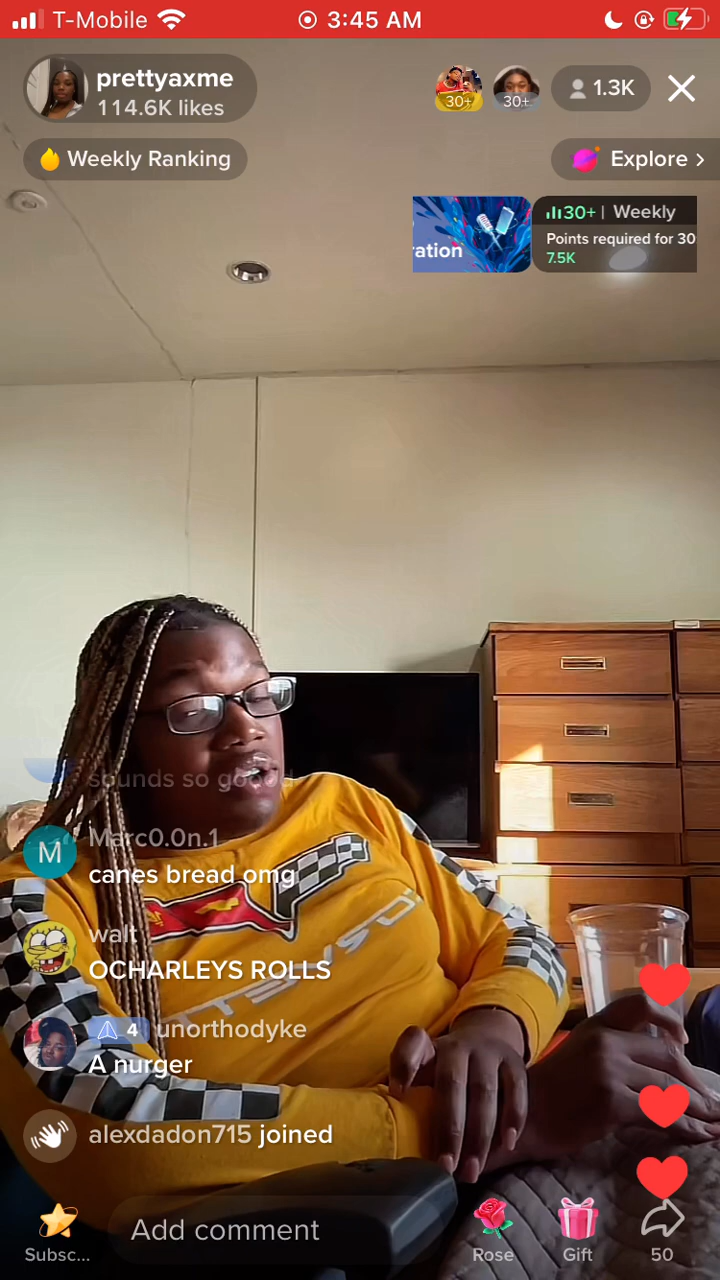 T-Mobile
3:45 AM
prettyaxme
114.6K likes
30+
30+
1.3K
Weekly Ranking
Explore >
ration
30+ | Weekly
Points required for 30
7.5K
sounds so goood
M
Marc0.0n.1
canes bread omg
walt
OCHARLEYS ROLLS
4 unorthodyke
A nurger
alexdadon715 joined
Subsc...
Add comment
Rose
Gift
50